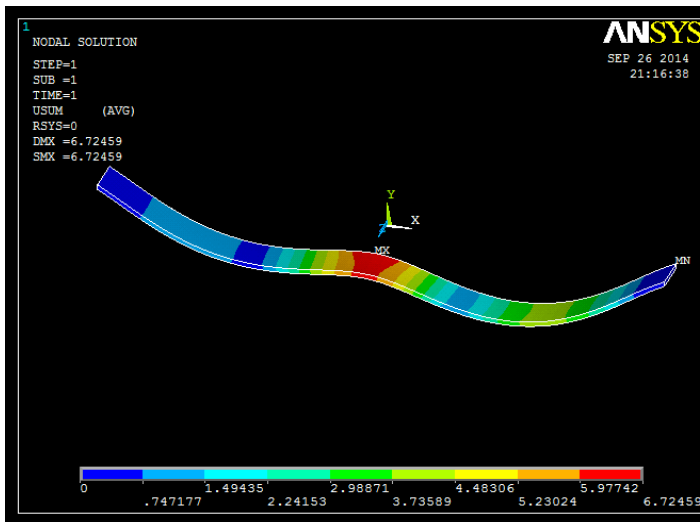 1
NODAL SOLUTION
STEP=1
SUB =1
TIME=1
USUM (AVG)
RSYS=0
DMX =6.72459
SMX =6.72459
ANSYS
SEP 26 2014
21:16:38
Y
X
Z
MX
MN
0 1.49435 2.98871 4.48306 5.97742
.747177 2.24153 3.73589 5.23024 6.72459